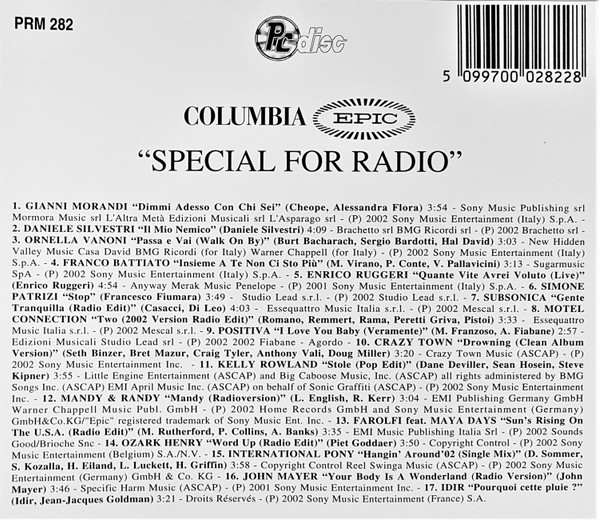 PRM 282
PRC disc
5 099700 028228
COLUMBIA EPIC
“SPECIAL FOR RADIO”
1. GIANNI MORANDI “Dimmi Adesso Con Chi Sei” (Cheope, Alessandra Flora) 3:54 - Sony Music Publishing srl
Mormora Music srl L'Altra Metà Edizioni Musicali srl L'Asparago srl - (P) 2002 Sony Music Entertainment (Italy) S.p.A. -
2. DANIELE SILVESTRI “Il Mio Nemico” (Daniele Silvestri) 4:09 - Brachetto srl BMG Ricordi srl - (P) 2002 Brachetto srl -
3. ORNELLA VANONI “Passa e Vai (Walk On By)” (Burt Bacharach, Sergio Bardotti, Hal David) 3:03 - New Hidden
Valley Music Casa David BMG Ricordi (for Italy) Warner Chappell (for Italy) - (P) 2002 Sony Music Entertainment (Italy)
S.p.A. - 4. FRANCO BATTIATO “Insieme A Te Non Ci Sto Più” (M. Virano, P. Conte, V. Pallavicini) 3:13 - Sugarmusic
SpA - (P) 2002 Sony Music Entertainment (Italy) S.p.A. - 5. ENRICO RUGGERI “Quante Vite Avrei Voluto (Live)”
(Enrico Ruggeri) 4:54 - Anyway Merak Music Penelope - (P) 2001 Sony Music Entertainment (Italy) S.p.A. - 6. SIMONE
PATRIZI “Stop” (Francesco Fiumara) 3:49 - Studio Lead s.r.l. - (P) 2002 Studio Lead s.r.l. - 7. SUBSONICA “Gente
Tranquilla (Radio Edit)” (Casacci, Di Leo) 4:03 - Essequattro Music Italia s.r.l. - (P) 2002 Mescal s.r.l. - 8. MOTEL
CONNECTION “Two (2002 Version Radio Edit)” (Romano, Remmert, Rama, Peretti Griva, Pistoi) 3:33 - Essequattro
Music Italia s.r.l. - (P) 2002 Mescal s.r.l. - 9. POSITIVA “I Love You Baby (Veramente)” (M. Franzoso, A. Fiabane) 2:57 -
Edizioni Musicali Studio Lead srl - (P) 2002 2002 Fiabane - Agordo - 10. CRAZY TOWN “Drowning (Clean Album
Version)” (Seth Binzer, Bret Mazur, Craig Tyler, Anthony Vali, Doug Miller) 3:20 - Crazy Town Music (ASCAP) - (P)
2002 Sony Music Entertainment Inc. - 11. KELLY ROWLAND “Stole (Pop Edit)” (Dane Deviller, Sean Hosein, Steve
Kipner) 3:55 - Little Engine Entertainment (ASCAP) and Big Caboose Music (ASCAP) all rights administered by BMG
Songs Inc. (ASCAP) EMI April Music Inc. (ASCAP) on behalf of Sonic Graffiti (ASCAP) - (P) 2002 Sony Music Entertainment
Inc. - 12. MANDY & RANDY “Mandy (Radioversion)” (L. English, R. Kerr) 3:04 - EMI Publishing Germany GmbH
Warner Chappell Music Publ. GmbH - (P) 2002 Home Records GmbH and Sony Music Entertainment (Germany)
GmbH&Co.KG/"Epic" registered trademark of Sony Music Ent. Inc. - 13. FAROLFI feat. MAYA DAYS “Sun's Rising On
The U.S.A. (Radio Edit)” (M. Rutherford, P. Collins, A. Banks) 3:35 - EMI Music Publishing Italia Srl - (P) 2002 Sounds
Good/Brioche Snc - 14. OZARK HENRY “Word Up (Radio Edit)” (Piet Goddaer) 3:50 - Copyright Control - (P) 2002 Sony
Music Entertainment (Belgium) S.A./N.V. - 15. INTERNATIONAL PONY “Hangin' Around'02 (Single Mix)” (D. Sommer,
S. Kozalla, H. Eiland, L. Luckett, H. Griffin) 3:58 - Copyright Control Reel Swinga Music (ASCAP) - (P) 2002 Sony Music
Entertainment (Germany) GmbH & Co. KG - 16. JOHN MAYER “Your Body Is A Wonderland (Radio Version)” (John
Mayer) 3:46 - Specific Harm Music (ASCAP) - (P) 2001 Sony Music Entertainment Inc. - 17. IDIR “Pourquoi cette pluie ?”
(Idir, Jean-Jacques Goldman) 3:21 - Droits Réservés - (P) 2002 Sony Music Entertainment (France) S.A.